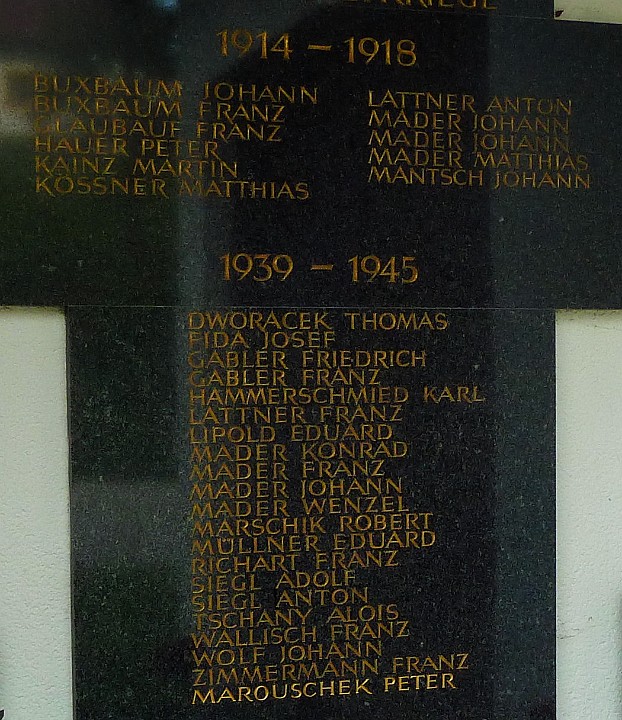 1914 – 1918
BUXBAUM JOHANN
BUXBAUM FRANZ
GLAUBAUF FRANZ
HAUER PETER
KAINZ MARTIN
KÖSSNER MATTHIAS
LATTNER ANTON
MADER JOHANN
MADER JOHANN
MADER MATTHIAS
MANTSCH JOHANN
1939 – 1945
DWORACEK THOMAS
EIDA JOSEF
GABLER FRIEDRICH
GABLER FRANZ
HAMMERSCHMIED KARL
LATTNER FRANZ
LIPOLD EDUARD
MADER KONRAD
MADER FRANZ
MADER JOHANN
MADER WENZEL
MARSCHIK ROBERT
MÜLLNER EDUARD
RICHART FRANZ
SIEGL ADOLF
SIEGL ANTON
TSCHANY ALOIS
WALLISCH FRANZ
WOLF JOHANN
ZIMMERMANN FRANZ
MAROUSCHEK PETER